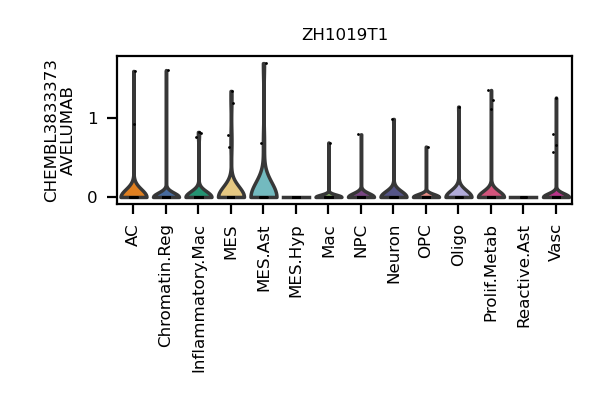 ZH1019T1
CHEMBL3833373
AVELUMAB
1
0
AC
Chromatin.Reg
Inflammatory.Mac
MES
MES.Ast
MES.Hyp
Mac
NPC
Neuron
OPC
Oligo
Prolif.Metab
Reactive.Ast
Vasc